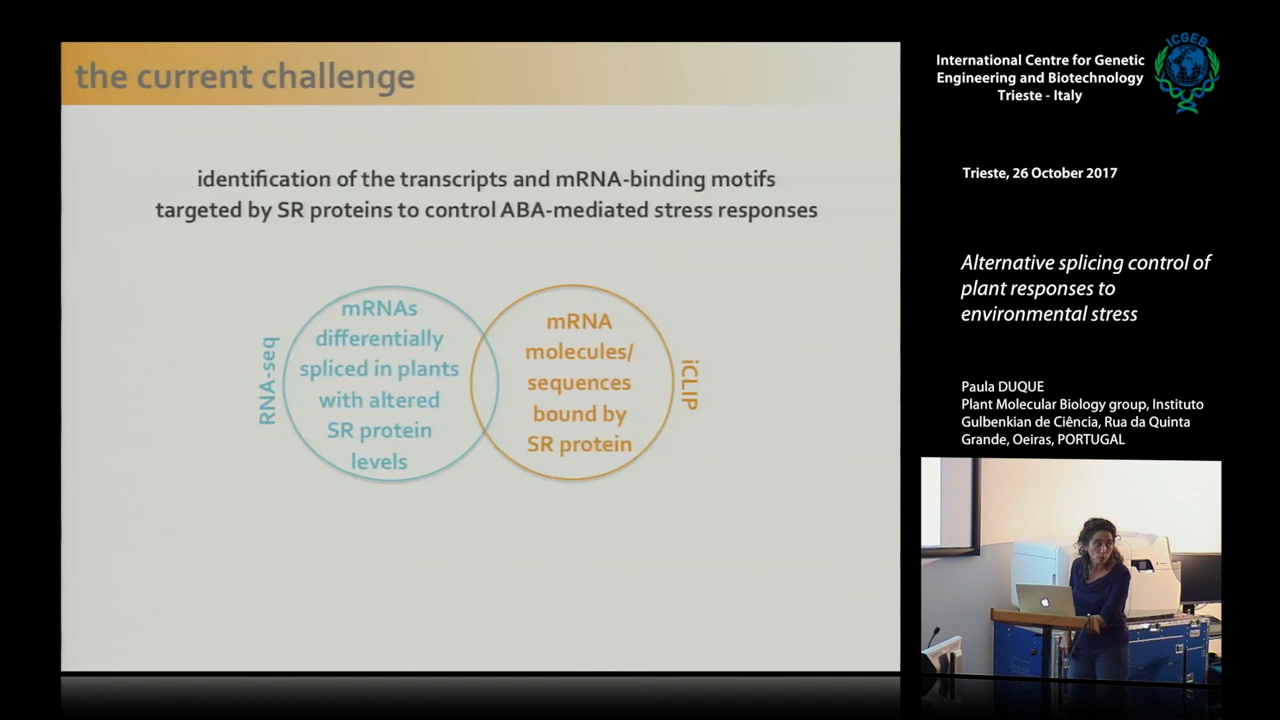 the current challenge
identification of the transcripts and mRNA-binding motifs
targeted by SR proteins to control ABA-mediated stress responses
RNA-seq
mRNAs
differentially
spliced in plants
with altered
SR protein
levels
mRNA
molecules/
sequences
bound by
SR protein
iCLIP
ICGEB
International Centre for Genetic
Engineering and Biotechnology
Trieste - Italy
Trieste, 26 October 2017
Alternative splicing control of
plant responses to
environmental stress
Paula DUQUE
Plant Molecular Biology group, Instituto
Gulbenkian de Ciência, Rua da Quinta
Grande, Oeiras, PORTUGAL